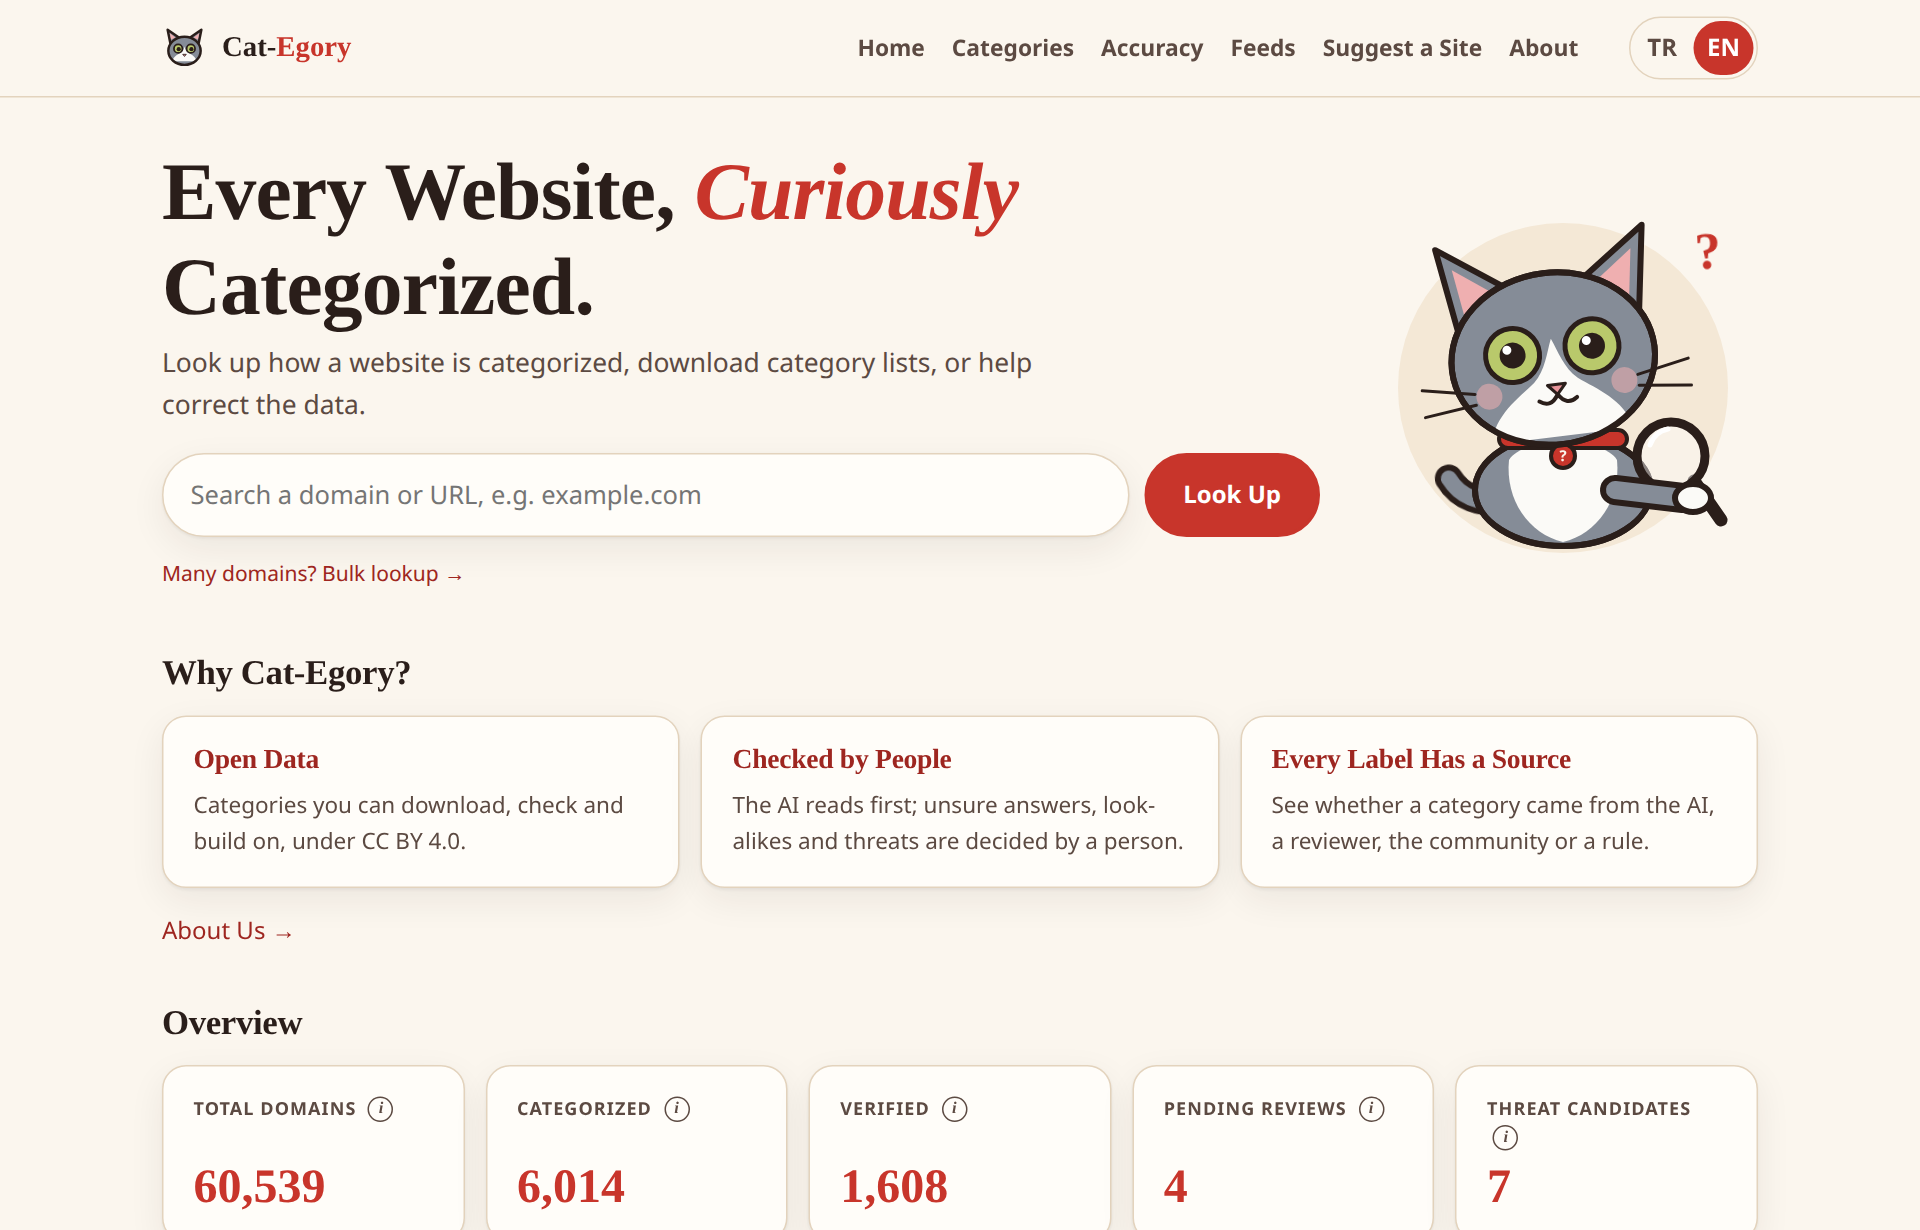 Cat-Egory
Home Categories Accuracy Feeds Suggest a Site About TR EN
Every Website, Curiously
Categorized.
?
Look up how a website is categorized, download category lists, or help
correct the data.
?
Search a domain or URL, e.g. example.com
Look Up
Many domains? Bulk lookup →
Why Cat-Egory?
Open Data
Categories you can download, check and
build on, under CC BY 4.0.
Checked by People
The AI reads first; unsure answers, look-
alikes and threats are decided by a person.
Every Label Has a Source
See whether a category came from the AI,
a reviewer, the community or a rule.
About Us →
Overview
TOTAL DOMAINS i
60,539
CATEGORIZED i
6,014
VERIFIED i
1,608
PENDING REVIEWS i
4
THREAT CANDIDATES
i
7